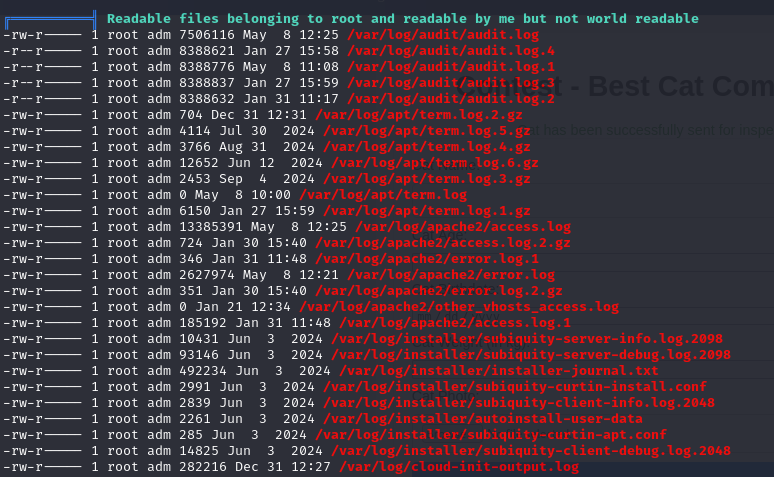 ╔══════════╣ Readable files belonging to root and readable by me but not world readable
-rw-r----- 1 root adm 7506116 May  8 12:25 /var/log/audit/audit.log
-r--r----- 1 root adm 8388621 Jan 27 15:58 /var/log/audit/audit.log.4
-r--r----- 1 root adm 8388776 May  8 11:08 /var/log/audit/audit.log.1
-r--r----- 1 root adm 8388837 Jan 27 15:59 /var/log/audit/audit.log.3
-r--r----- 1 root adm 8388632 Jan 31 11:17 /var/log/audit/audit.log.2
- Best Cat Com
-rw-r----- 1 root adm 704 Dec 31 12:31 /var/log/apt/term.log.2.gz
-rw-r----- 1 root adm 4114 Jul 30  2024 /var/log/apt/term.log.5.gz
at has been successfully sent for inspe
-rw-r----- 1 root adm 3766 Aug 31  2024 /var/log/apt/term.log.4.gz
-rw-r----- 1 root adm 12652 Jun 12  2024 /var/log/apt/term.log.6.gz
-rw-r----- 1 root adm 2453 Sep  4  2024 /var/log/apt/term.log.3.gz
-rw-r----- 1 root adm 0 May  8 10:00 /var/log/apt/term.log
-rw-r----- 1 root adm 6150 Jan 27 15:59 /var/log/apt/term.log.1.gz
-rw-r----- 1 root adm 13385391 May  8 12:25 /var/log/apache2/access.log
-rw-r----- 1 root adm 724 Jan 30 15:40 /var/log/apache2/access.log.2.gz
-rw-r----- 1 root adm 346 Jan 31 11:48 /var/log/apache2/error.log.1
-rw-r----- 1 root adm 2627974 May  8 12:21 /var/log/apache2/error.log
-rw-r----- 1 root adm 351 Jan 30 15:40 /var/log/apache2/error.log.2.gz
-rw-r----- 1 root adm 0 Jan 21 12:34 /var/log/apache2/other_vhosts_access.log
-rw-r----- 1 root adm 185192 Jan 31 11:48 /var/log/apache2/access.log.1
-rw-r----- 1 root adm 10431 Jun  3  2024 /var/log/installer/subiquity-server-info.log.2098
-rw-r----- 1 root adm 93146 Jun  3  2024 /var/log/installer/subiquity-server-debug.log.2098
-rw-r----- 1 root adm 492234 Jun  3  2024 /var/log/installer/installer-journal.txt
-rw-r----- 1 root adm 2991 Jun  3  2024 /var/log/installer/subiquity-curtin-install.conf
-rw-r----- 1 root adm 2839 Jun  3  2024 /var/log/installer/subiquity-client-info.log.2048
-rw-r----- 1 root adm 2261 Jun  3  2024 /var/log/installer/autoinstall-user-data
-rw-r----- 1 root adm 285 Jun  3  2024 /var/log/installer/subiquity-curtin-apt.conf
-rw-r----- 1 root adm 14825 Jun  3  2024 /var/log/installer/subiquity-client-debug.log.2048
-rw-r----- 1 root adm 282216 Dec 31 12:27 /var/log/cloud-init-output.log